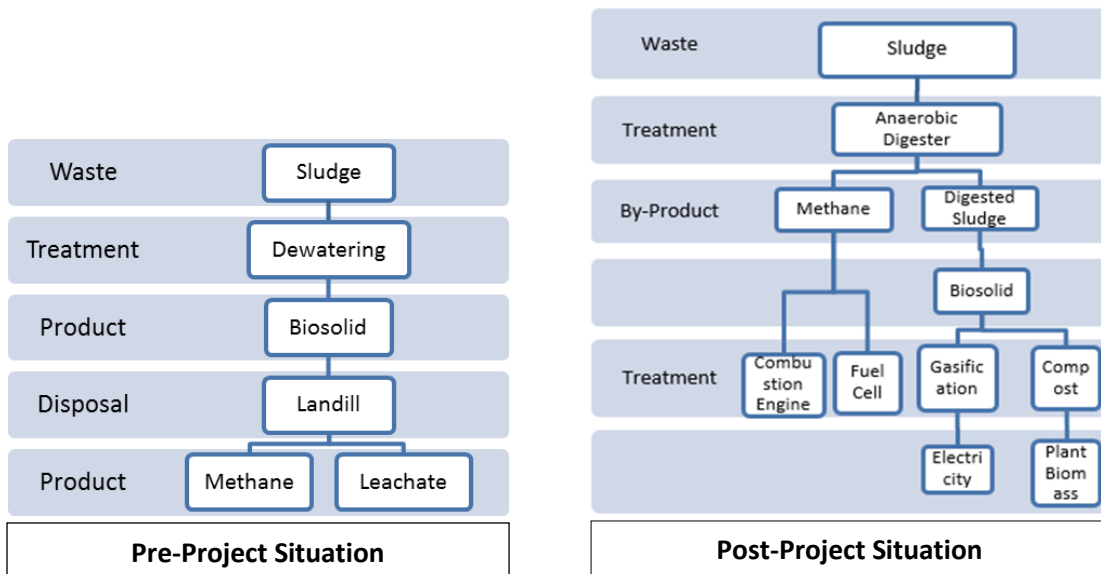 Waste
Sludge
Treatment
Dewatering
Product
Biosolid
Disposal
Landill
Product
Methane
Leachate
Pre-Project Situation
Waste
Sludge
Treatment
Anaerobic
Digester
By-Product
Methane
Digested
Sludge
Biosolid
Treatment
Combu
stion
Engine
Fuel
Cell
Gasific
ation
Comp
ost
Electri
city
Plant
Biom
ass
Post-Project Situation